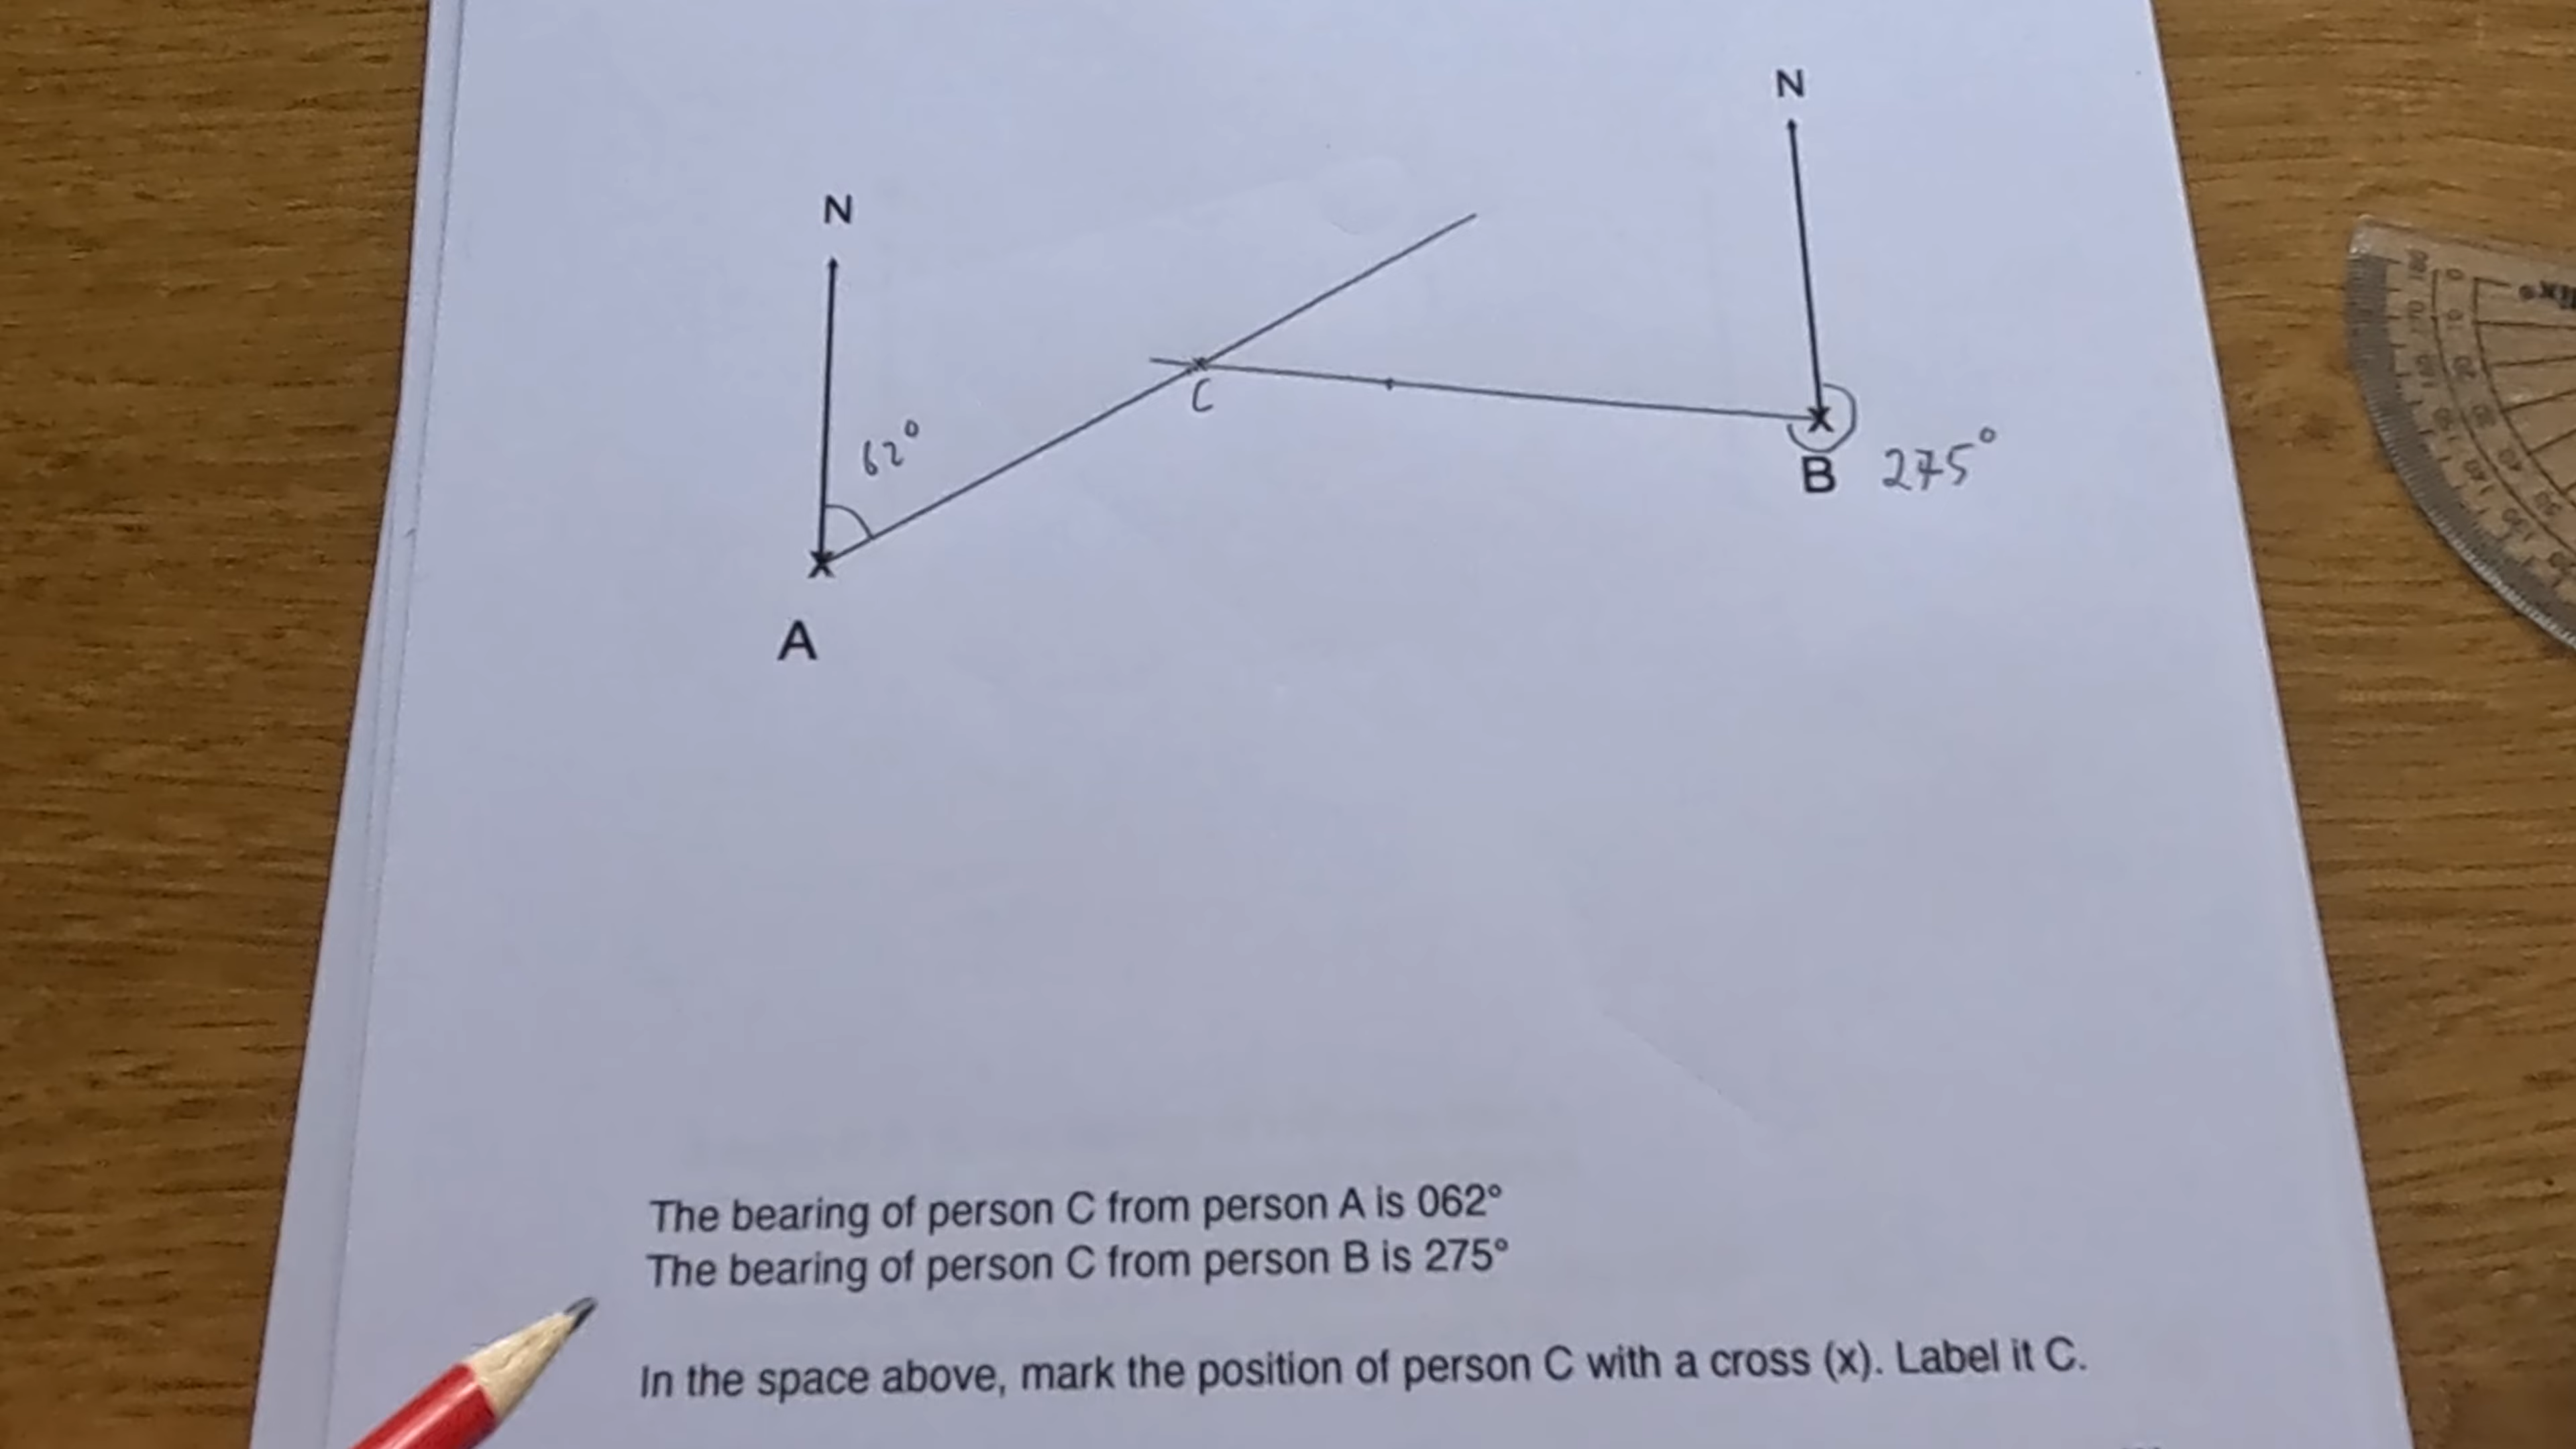 N
N
62°
C
B 275°
A
The bearing of person C from person A is 062°
The bearing of person C from person B is 275°
In the space above, mark the position of person C with a cross (x). Label it C.